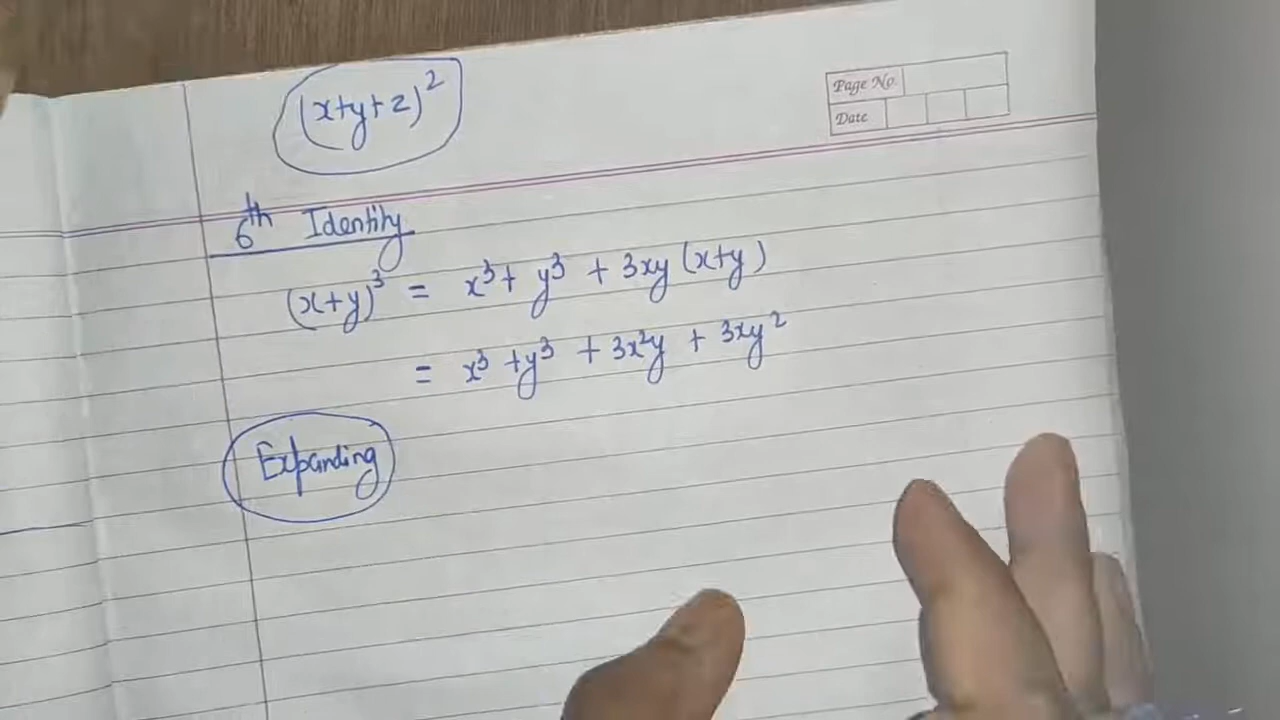 (x+y+z)²
Page No.
Date
6th Identity
(x+y)³ = x³ + y³ + 3xy (x+y)
= x³ + y³ + 3x²y + 3xy²
Expanding